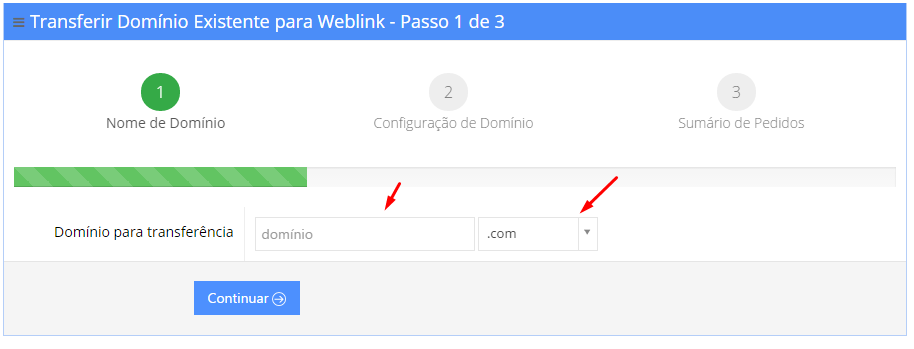 Transferir Domínio Existente para Weblink - Passo 1 de 3
1
2
3
Nome de Domínio
Configuração de Domínio
Sumário de Pedidos
Domínio para transferência
domínio
.com
Continuar